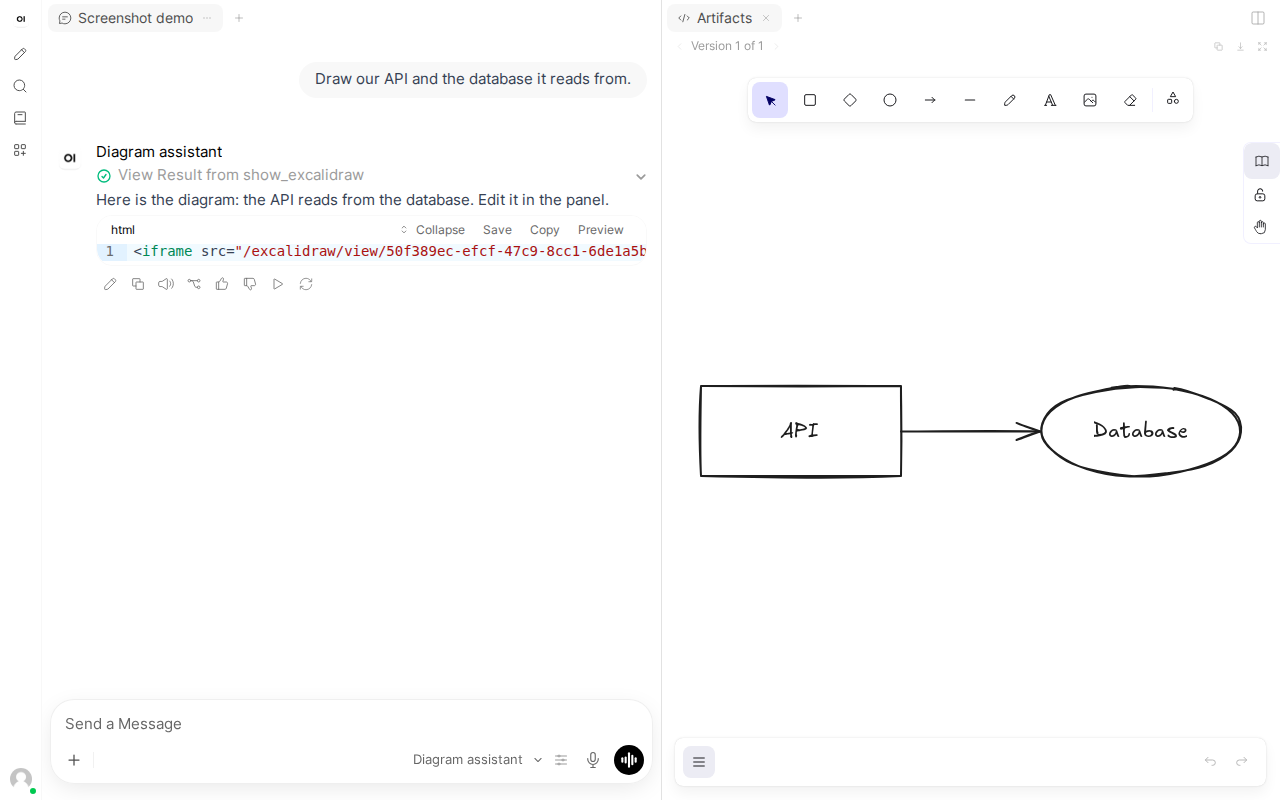 OI
Screenshot demo
Draw our API and the database it reads from.
OI
Diagram assistant
View Result from show_excalidraw
Here is the diagram: the API reads from the database. Edit it in the panel.
html
Collapse
Save
Copy
Preview
1 <iframe src="/excalidraw/view/50f389ec-efcf-47c9-8cc1-6de1a5b
Send a Message
Diagram assistant
Artifacts
Version 1 of 1
A
API
Database